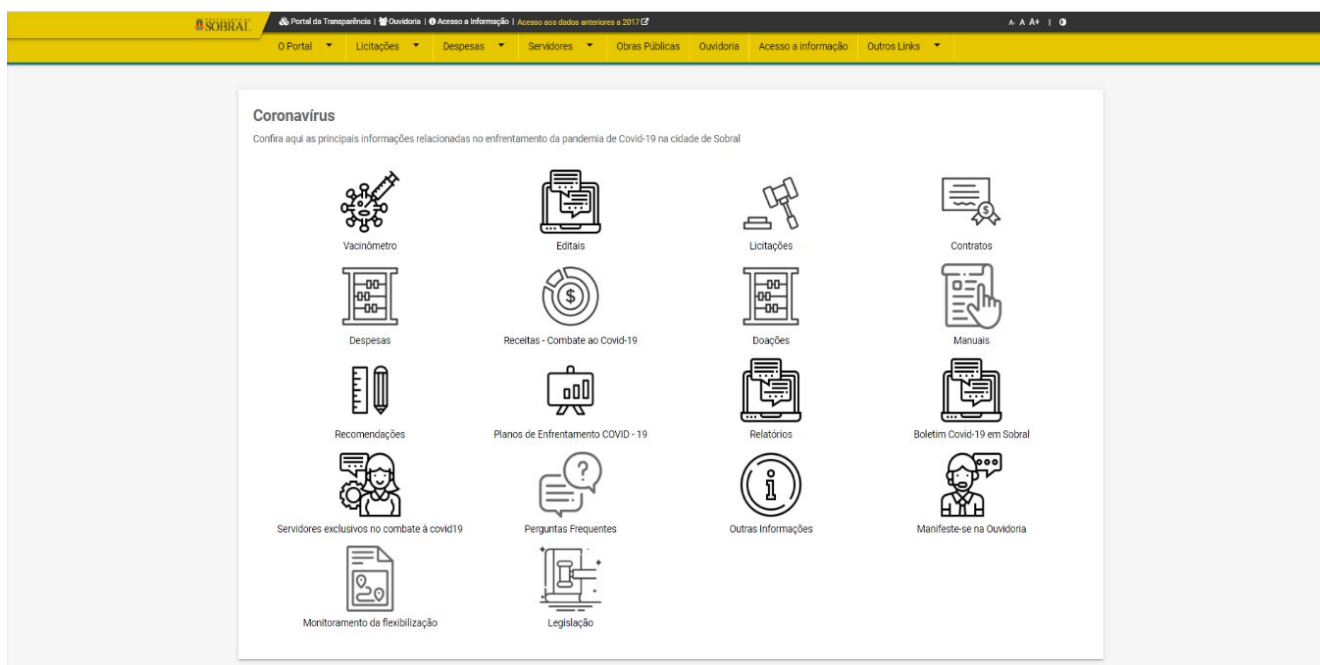 SOBRAL
Portal da Transparência | Ouvidoria | Acesso a Informação | Acesso aos dados anteriores a 2017
A- A A+ |
O Portal Licitações Despesas Servidores Obras Públicas Ouvidoria Acesso a informação Outros Links
Coronavírus
Confira aqui as principais informações relacionadas no enfrentamento da pandemia de Covid-19 na cidade de Sobral
Vacinômetro Editais Licitações Contratos
Despesas Receitas - Combate ao Covid-19 Doações Manuais
Recomendações Planos de Enfrentamento COVID - 19 Relatórios Boletim Covid-19 em Sobral
Servidores exclusivos no combate à covid19 Perguntas Frequentes Outras Informações Manifeste-se na Ouvidoria
Monitoramento da flexibilização Legislação